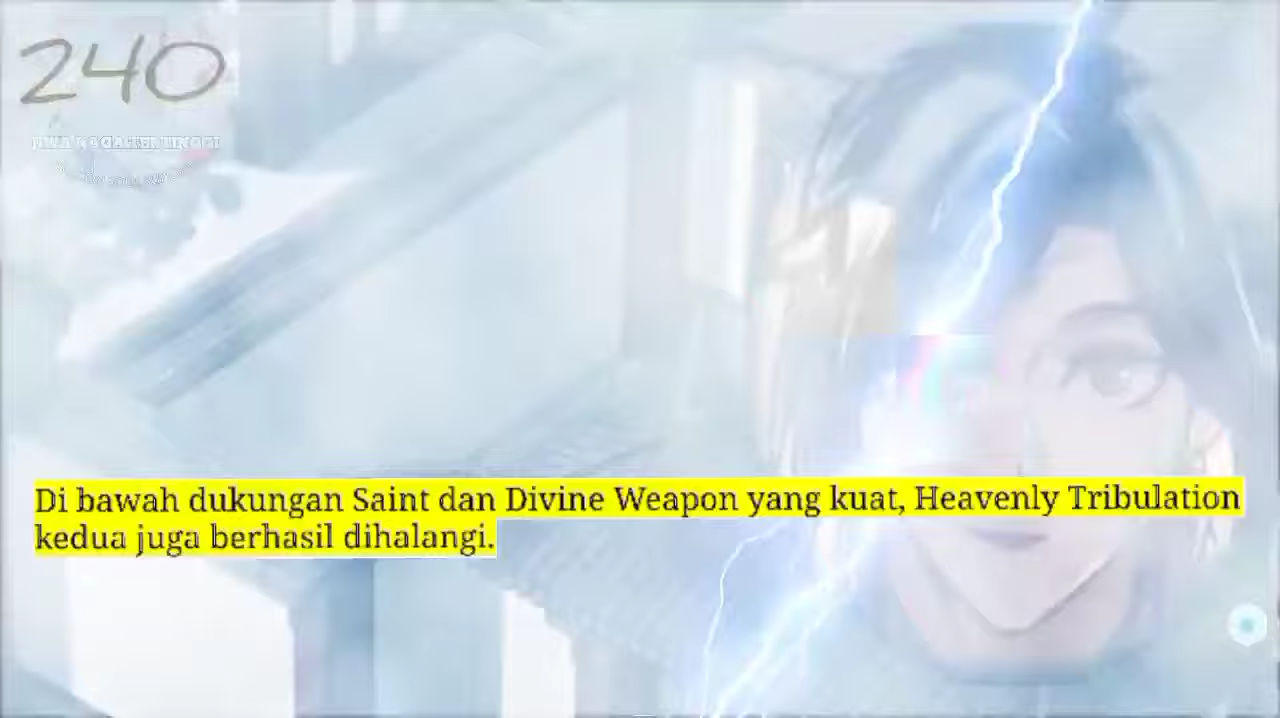 240
Di bawah dukungan Saint dan Divine Weapon yang kuat, Heavenly Tribulation
kedua juga berhasil dihalangi.